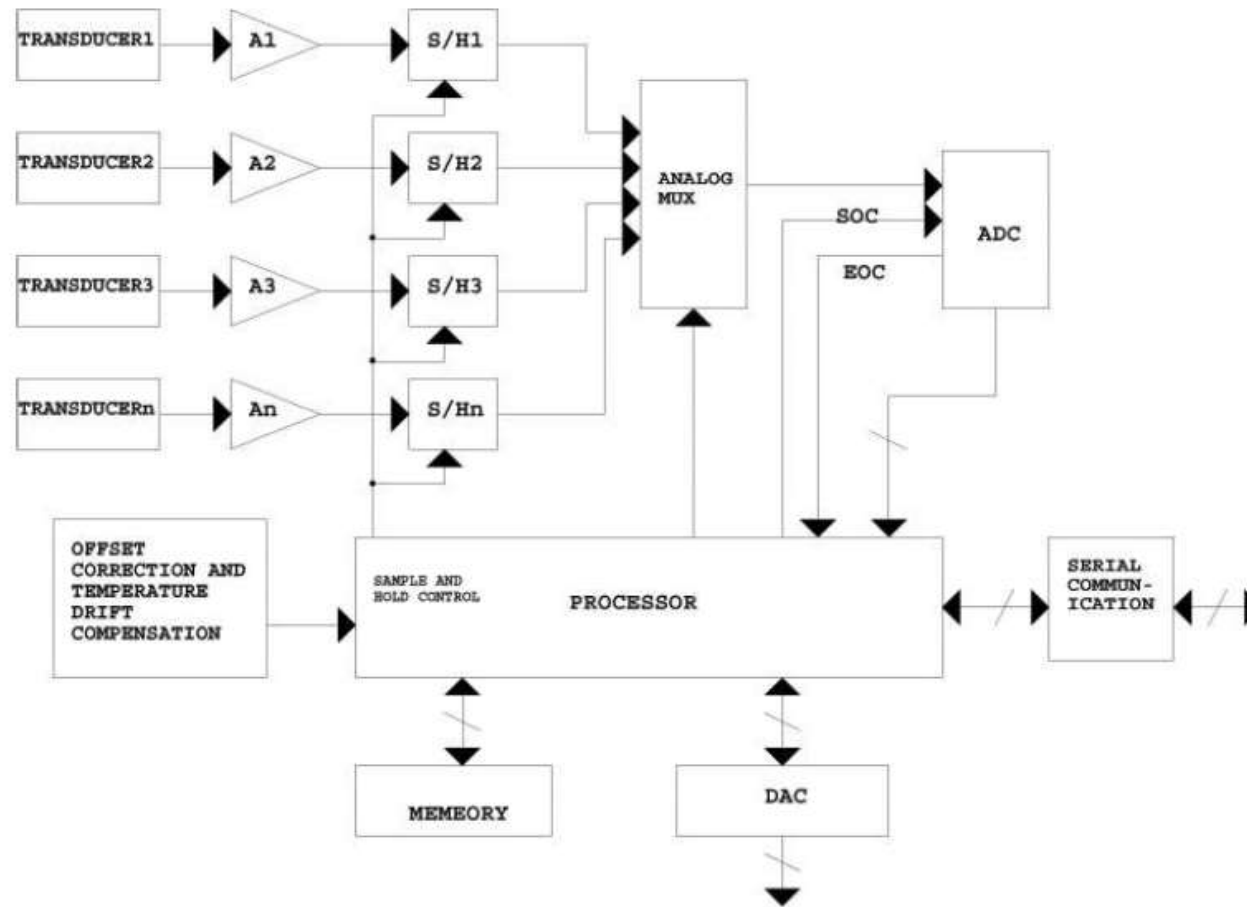 TRANSDUCER1
A1
S/H1
TRANSDUCER2
A2
S/H2
ANALOG
MUX
SOC
ADC
EOC
TRANSDUCER3
A3
S/H3
TRANSDUCERn
An
S/Hn
OFFSET
CORRECTION AND
TEMPERATURE
DRIFT
COMPENSATION
SAMPLE AND
HOLD CONTROL
PROCESSOR
SERIAL
COMMUN-
ICATION
MEMEORY
DAC